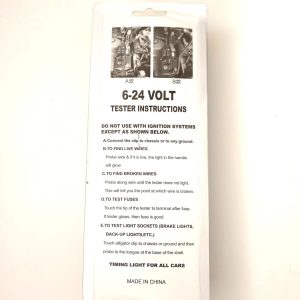 A款 B款
6-24 VOLT
TESTER INSTRUCTIONS
DO NOT USE WITH IGNITION SYSTEMS
EXCEPT AS SHOWN BELOW.
A.Connect the clip to chassis or to any ground.
B.TO FIND LIVE WIRES
Probe wire & if it is live, the light in the handle
will glow.
C.TO FIND BROKEN WIRES
Probe along wire until the tester does not light.
This will tell you the point at which wire is broken.
D.TO TEST FUSES
Touch the tip of the tester to terminal after fuse.
If tester glows, then fuse is good.
E.TO TEST LIGHT SOCKETS (BRAKE LIGHTS,
BACK-UP LIGHTS,ETC.)
Touch alligator clip to chassis or ground and then
probe to the tongue at the base of the shell.
TIMING LIGHT FOR ALL CARS
MADE IN CHINA